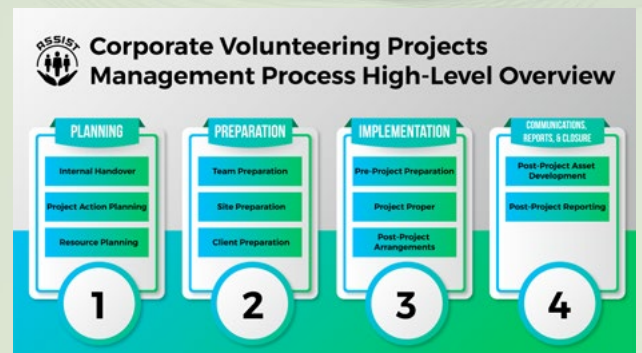 ASSIST
Corporate Volunteering Projects
Management Process High-Level Overview
PLANNING
Internal Handover
Project Action Planning
Resource Planning
1
PREPARATION
Team Preparation
Site Preparation
Client Preparation
2
IMPLEMENTATION
Pre-Project Preparation
Project Proper
Post-Project
Arrangements
3
COMMUNICATIONS,
REPORTS, & CLOSURE
Post-Project Asset
Development
Post-Project Reporting
4